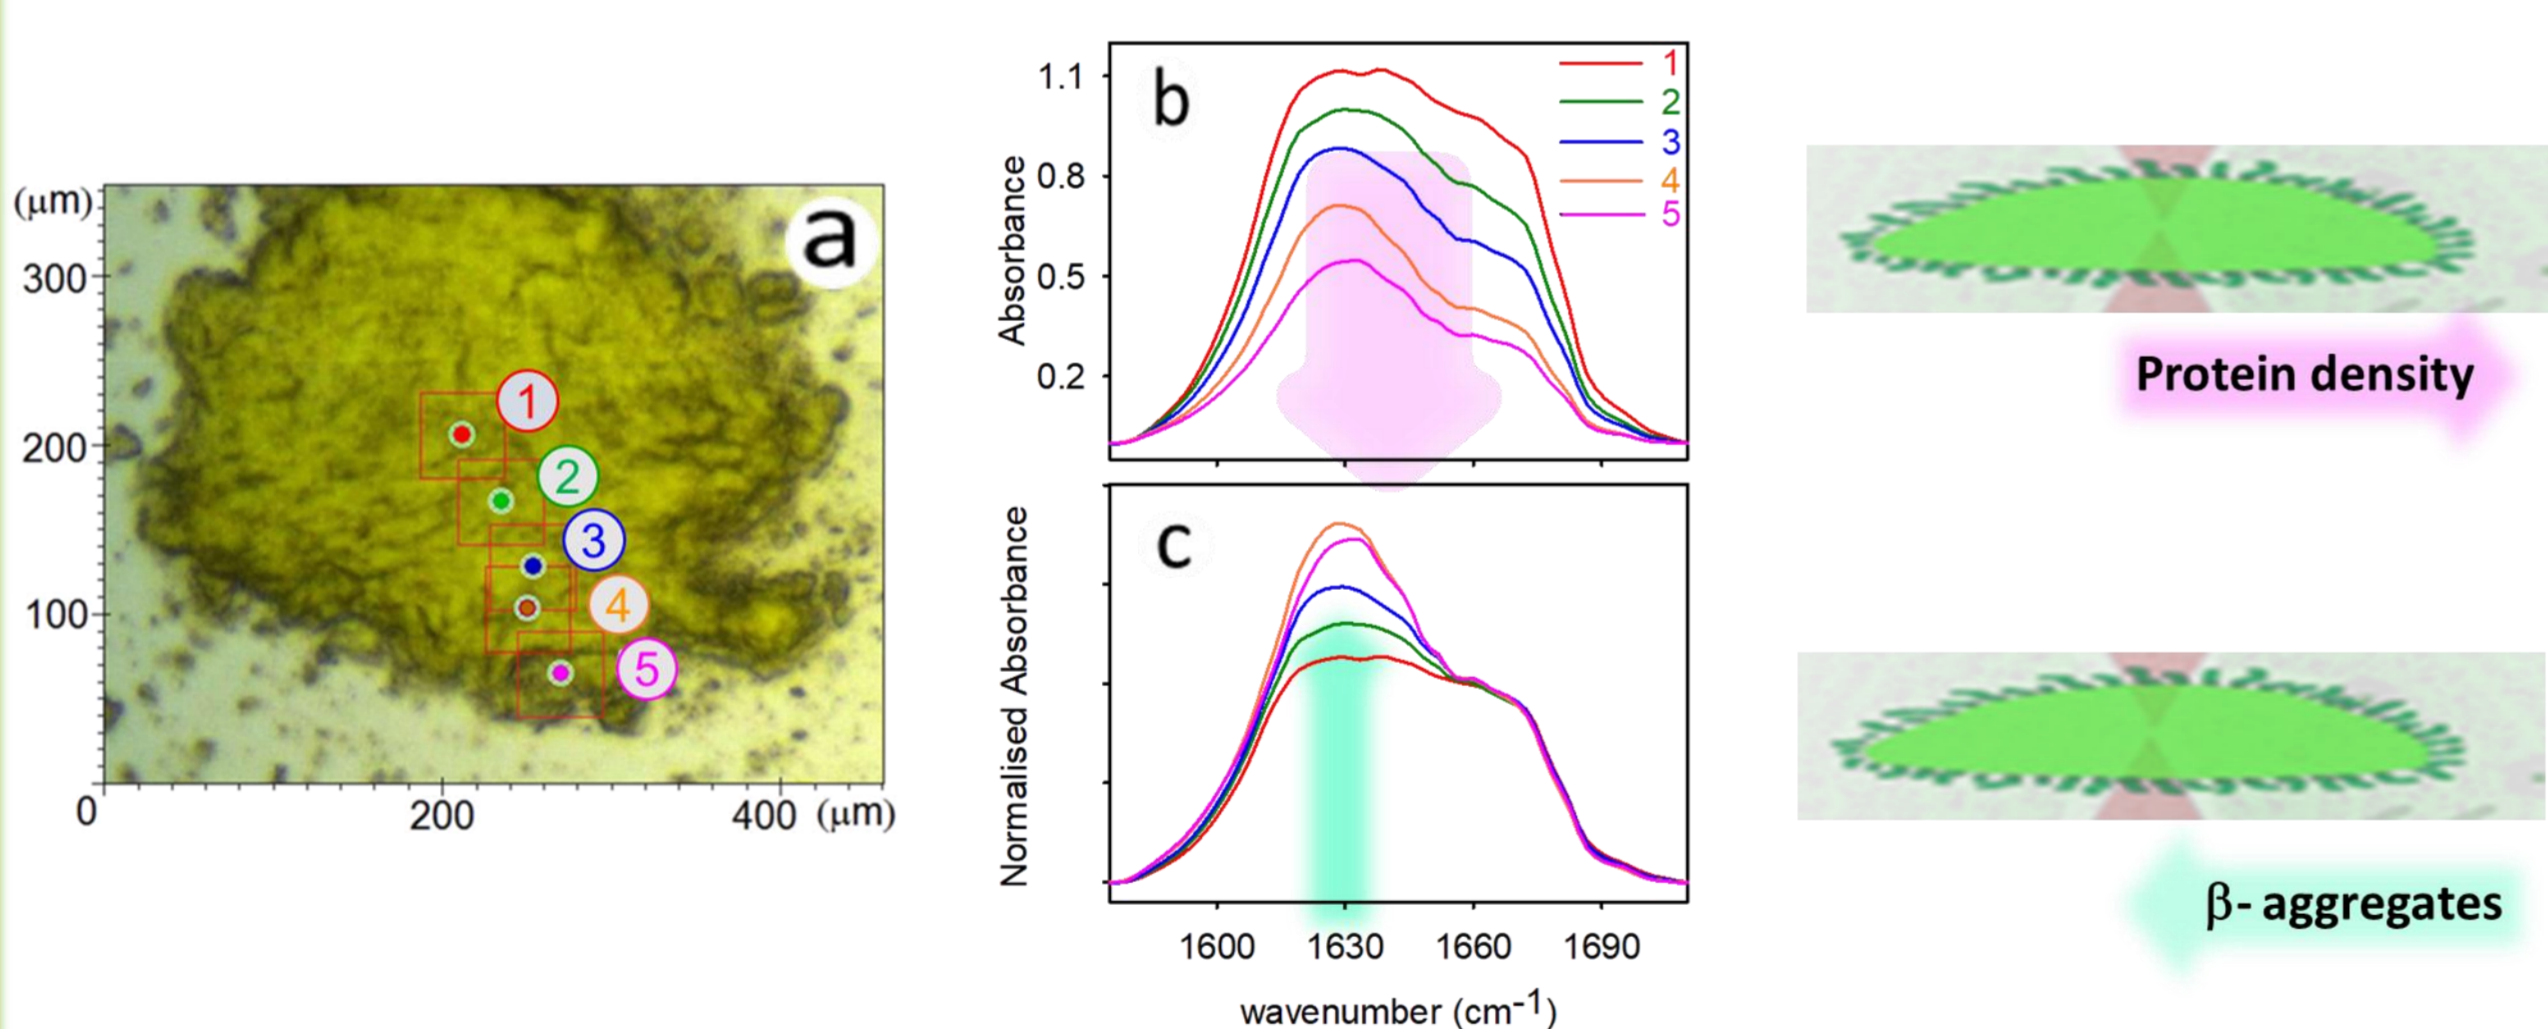 a
(μm)
300
200
100
0
200
400
(μm)
1
2
3
4
5
b
Absorbance
1.1
0.8
0.5
0.2
1
2
3
4
5
c
Normalised Absorbance
1600
1630
1660
1690
wavenumber (cm-1)
Protein density
β- aggregates